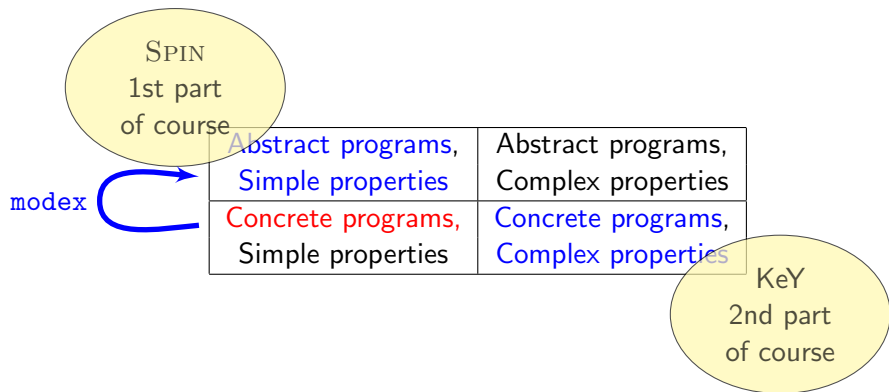 SPIN
1st part
of course
Abstract programs,
Simple properties
Abstract programs,
Complex properties
modex
Concrete programs,
Simple properties
Concrete programs,
Complex properties
KeY
2nd part
of course